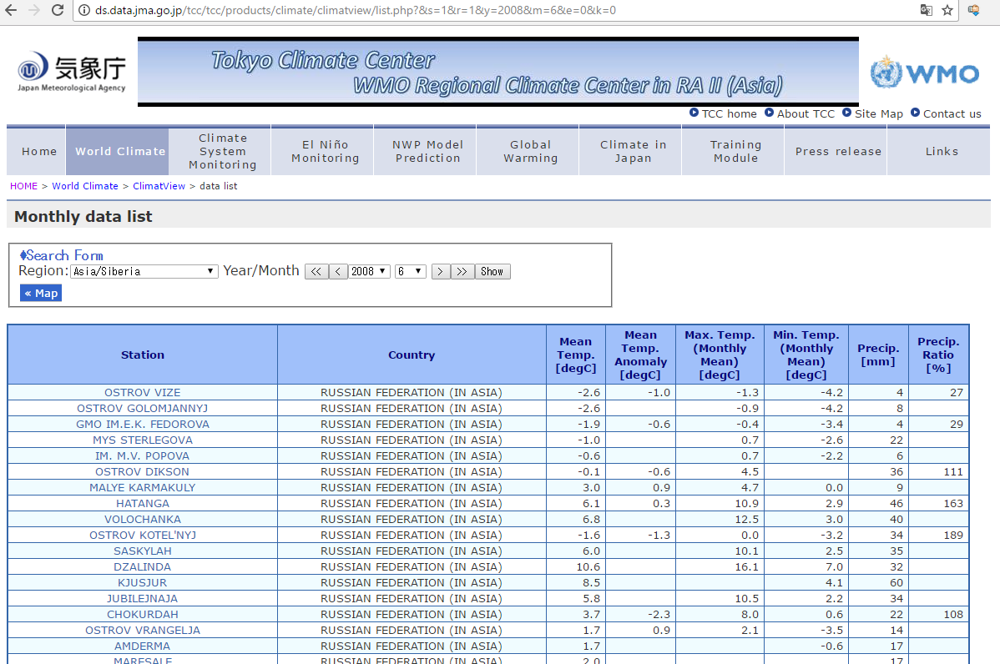 ds.data.jma.go.jp/tcc/tcc/products/climate/climatview/list.php?&s=1&r=1&y=2008&m=6&e=0&k=0
気象庁
Japan Meteorological Agency
Tokyo Climate Center
WMO Regional Climate Center in RA II (Asia)
WMO
TCC home About TCC Site Map Contact us
Home World Climate Climate System Monitoring El Niño Monitoring NWP Model Prediction Global Warming Climate in Japan Training Module Press release Links
HOME > World Climate > ClimatView > data list
Monthly data list
Search Form
Region: Asia/Siberia Year/Month << < 2008 6 > >> Show
« Map
Station Country Mean Temp. [degC] Mean Temp. Anomaly [degC] Max. Temp. (Monthly Mean) [degC] Min. Temp. (Monthly Mean) [degC] Precip. [mm] Precip. Ratio [%]
OSTROV VIZE RUSSIAN FEDERATION (IN ASIA) -2.6 -1.0 -1.3 -4.2 4 27
OSTROV GOLOMJANNYJ RUSSIAN FEDERATION (IN ASIA) -2.6 -0.9 -4.2 8
GMO IM.E.K. FEDOROVA RUSSIAN FEDERATION (IN ASIA) -1.9 -0.6 -0.4 -3.4 4 29
MYS STERLEGOVA RUSSIAN FEDERATION (IN ASIA) -1.0 0.7 -2.6 22
IM. M.V. POPOVA RUSSIAN FEDERATION (IN ASIA) -0.6 0.7 -2.2 6
OSTROV DIKSON RUSSIAN FEDERATION (IN ASIA) -0.1 -0.6 4.5 36 111
MALYE KARMAKULY RUSSIAN FEDERATION (IN ASIA) 3.0 0.9 4.7 0.0 9
HATANGA RUSSIAN FEDERATION (IN ASIA) 6.1 0.3 10.9 2.9 46 163
VOLOCHANKA RUSSIAN FEDERATION (IN ASIA) 6.8 12.5 3.0 40
OSTROV KOTEL'NYJ RUSSIAN FEDERATION (IN ASIA) -1.6 -1.3 0.0 -3.2 34 189
SASKYLAH RUSSIAN FEDERATION (IN ASIA) 6.0 10.1 2.5 35
DZALINDA RUSSIAN FEDERATION (IN ASIA) 10.6 16.1 7.0 32
KJUSJUR RUSSIAN FEDERATION (IN ASIA) 8.5 4.1 60
JUBILEJNAJA RUSSIAN FEDERATION (IN ASIA) 5.8 10.5 2.2 34
CHOKURDAH RUSSIAN FEDERATION (IN ASIA) 3.7 -2.3 8.0 0.6 22 108
OSTROV VRANGELJA RUSSIAN FEDERATION (IN ASIA) 1.7 0.9 2.1 -3.5 14
AMDERMA RUSSIAN FEDERATION (IN ASIA) 1.7 -0.6 17
MARESALE RUSSIAN FEDERATION (IN ASIA) 2.0 17